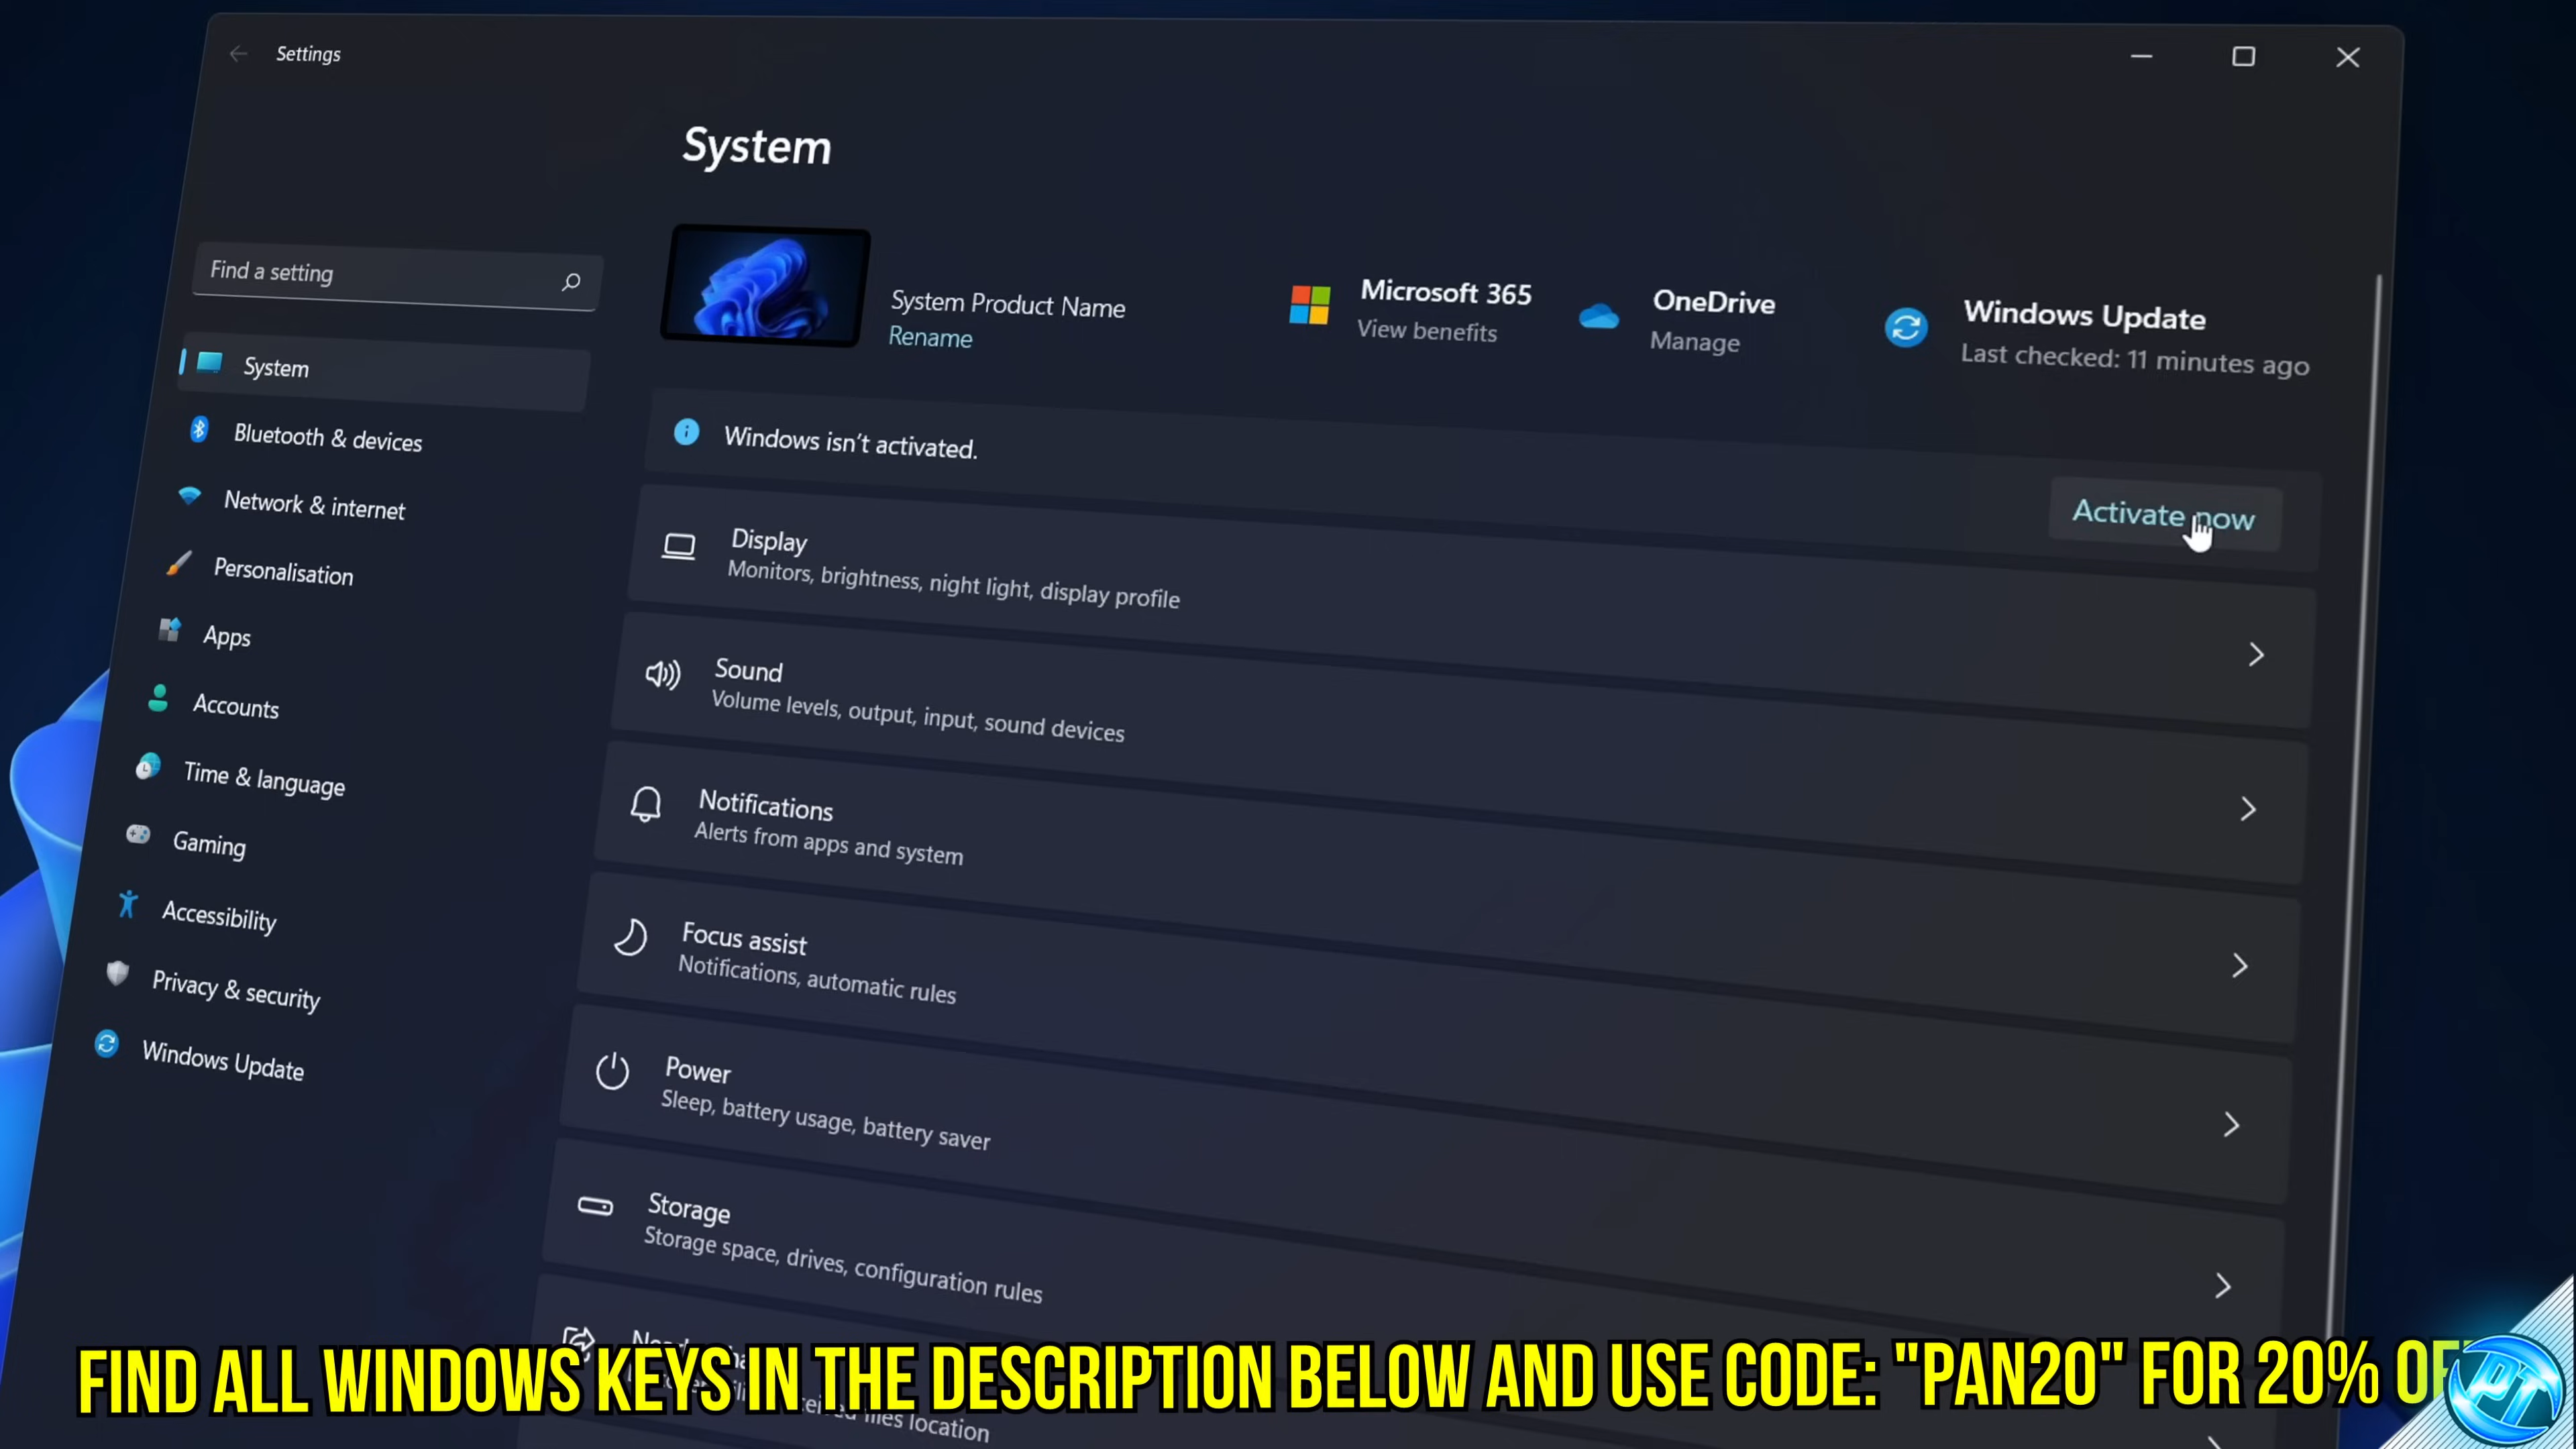 Settings
System
Find a setting
System Product Name
Rename
Microsoft 365
View benefits
OneDrive
Manage
Windows Update
Last checked: 11 minutes ago
System
Bluetooth & devices
Network & internet
Personalisation
Apps
Accounts
Time & language
Gaming
Accessibility
Privacy & security
Windows Update
Windows isn't activated.
Activate now
Display
Monitors, brightness, night light, display profile
Sound
Volume levels, output, input, sound devices
Notifications
Alerts from apps and system
Focus assist
Notifications, automatic rules
Power
Sleep, battery usage, battery saver
Storage
Storage space, drives, configuration rules
files location
FIND ALL WINDOWS KEYS IN THE DESCRIPTION BELOW AND USE CODE: "PAN20" FOR 20%
PT